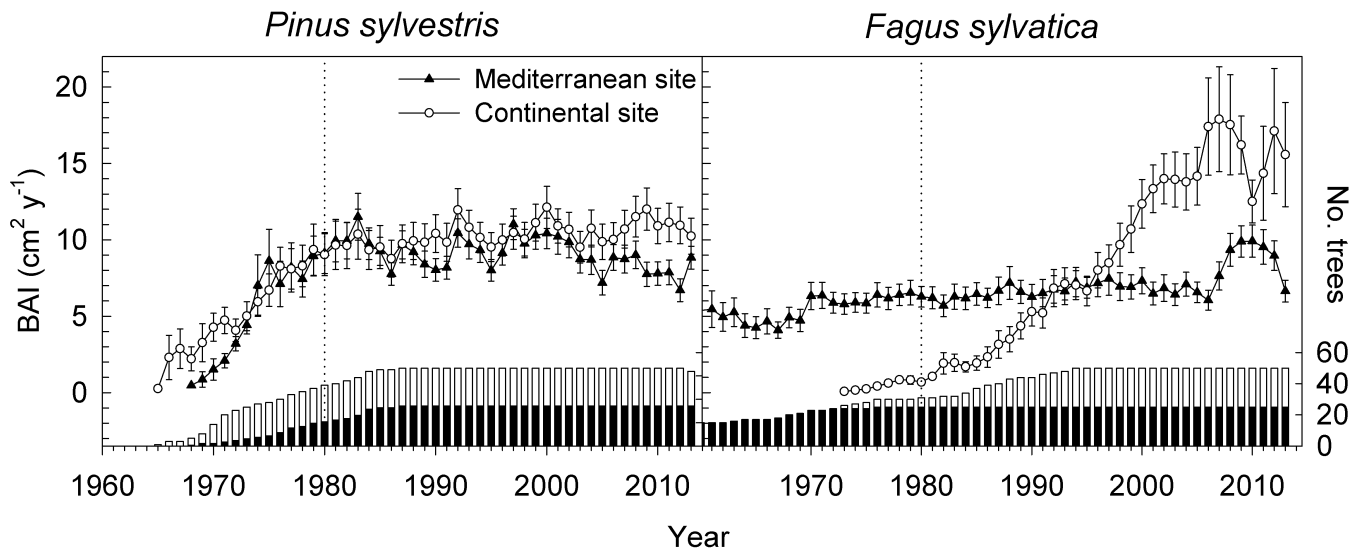 Pinus sylvestris
Fagus sylvatica
Mediterranean site
Continental site
BAI (cm² y⁻¹)
20
15
10
5
0
No. trees
60
40
20
0
1960 1970 1980 1990 2000 2010
1970 1980 1990 2000 2010
Year